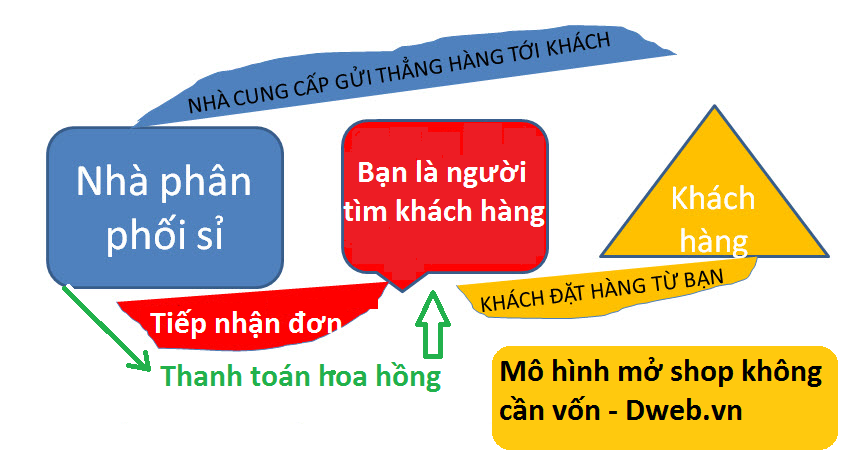 NHÀ CUNG CẤP GỬI THẲNG HÀNG TỚI KHÁCH
Nhà phân
phối sỉ
Bạn là người
tìm khách hàng
Khách
hàng
Tiếp nhận đơn
KHÁCH ĐẶT HÀNG TỪ BẠN
Thanh toán hoa hồng
Mô hình mở shop không
cần vốn - Dweb.vn